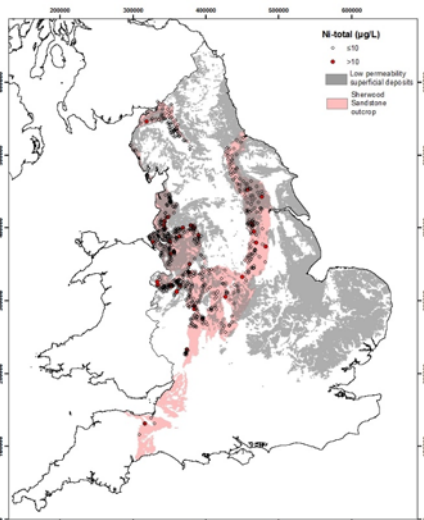 200000 300000 400000 500000 600000
Ni-total (µg/L)
≤10
>10
Low permeability
superficial deposits
Sherwood
Sandstone
outcrop